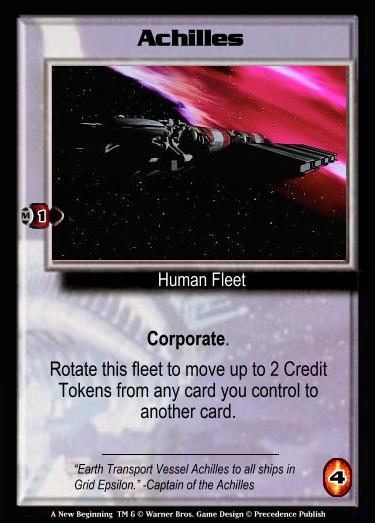 Achilles
M 1
Human Fleet
Corporate.
Rotate this fleet to move up to 2 Credit
Tokens from any card you control to
another card.
“Earth Transport Vessel Achilles to all ships in
Grid Epsilon.” -Captain of the Achilles
4
A New Beginning TM & © Warner Bros. Game Design © Precedence Publish